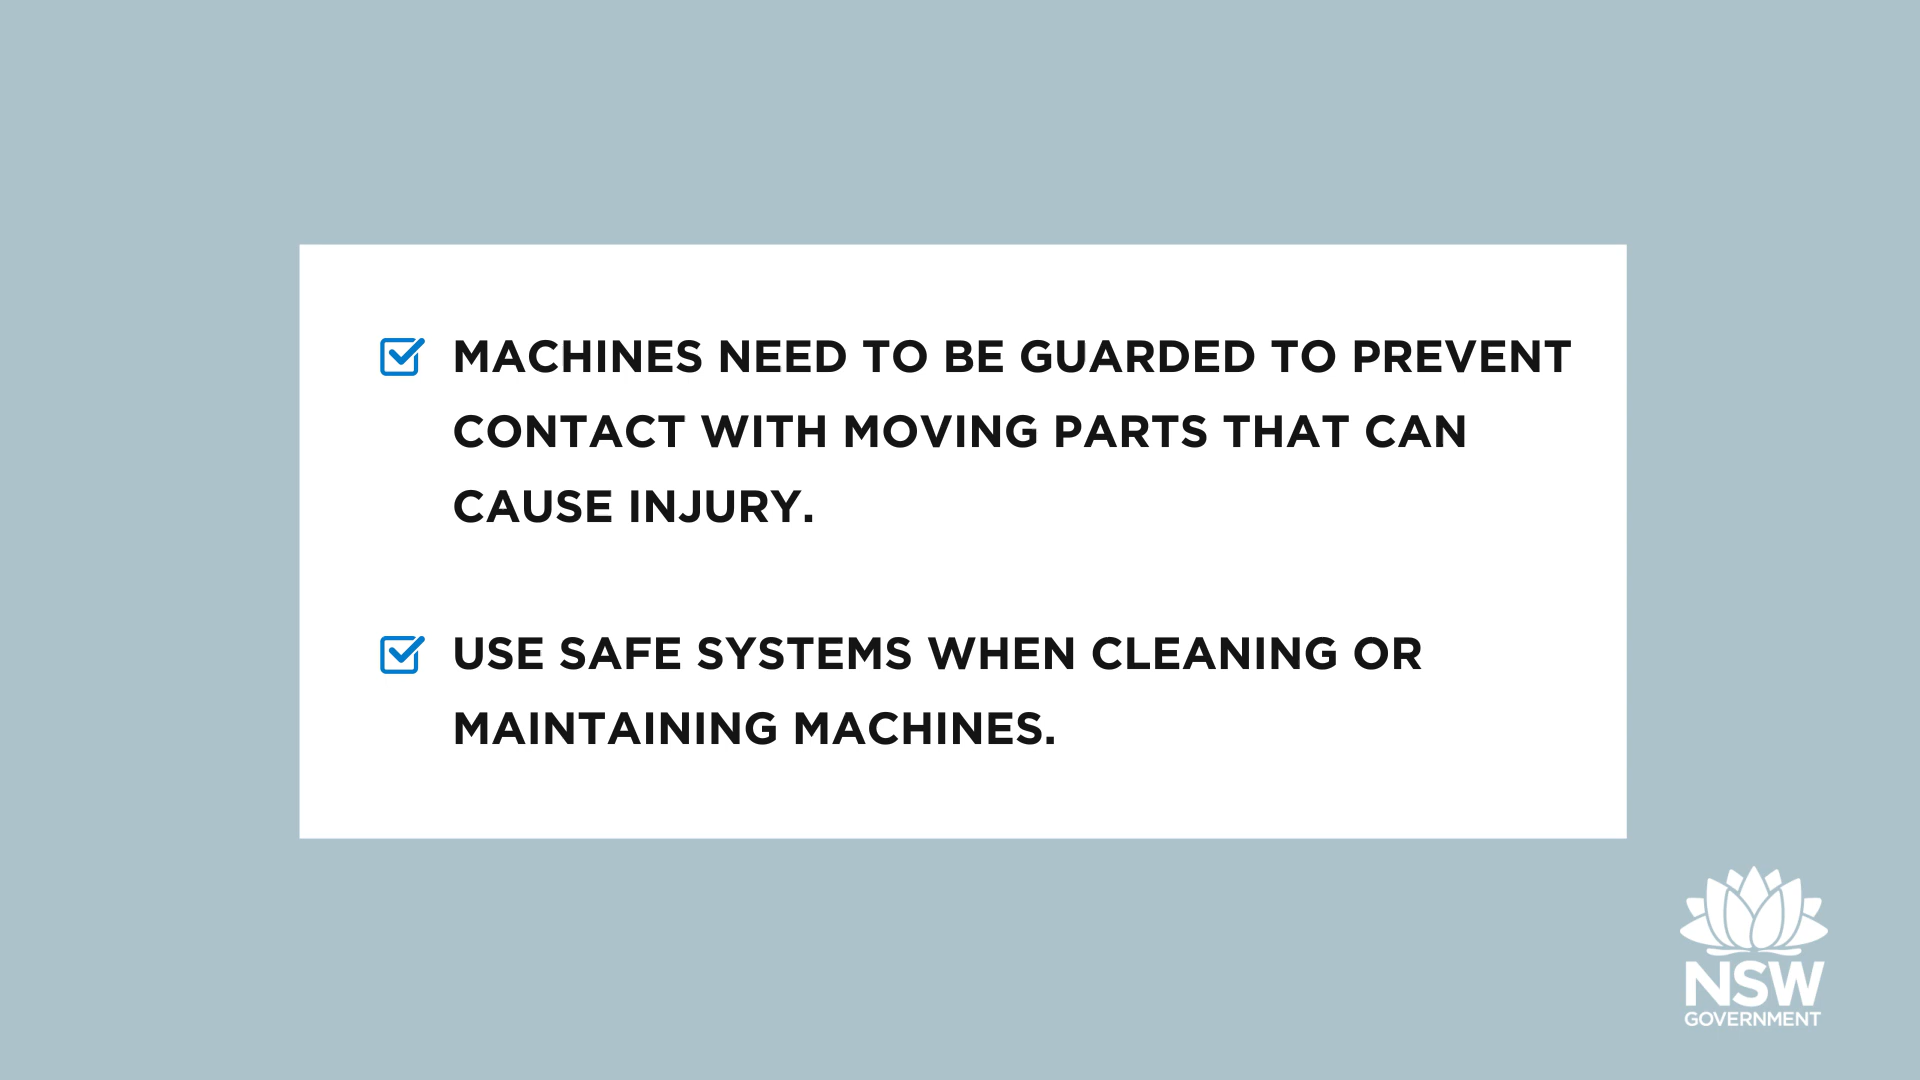 MACHINES NEED TO BE GUARDED TO PREVENT
CONTACT WITH MOVING PARTS THAT CAN
CAUSE INJURY.
USE SAFE SYSTEMS WHEN CLEANING OR
MAINTAINING MACHINES.
NSW
GOVERNMENT